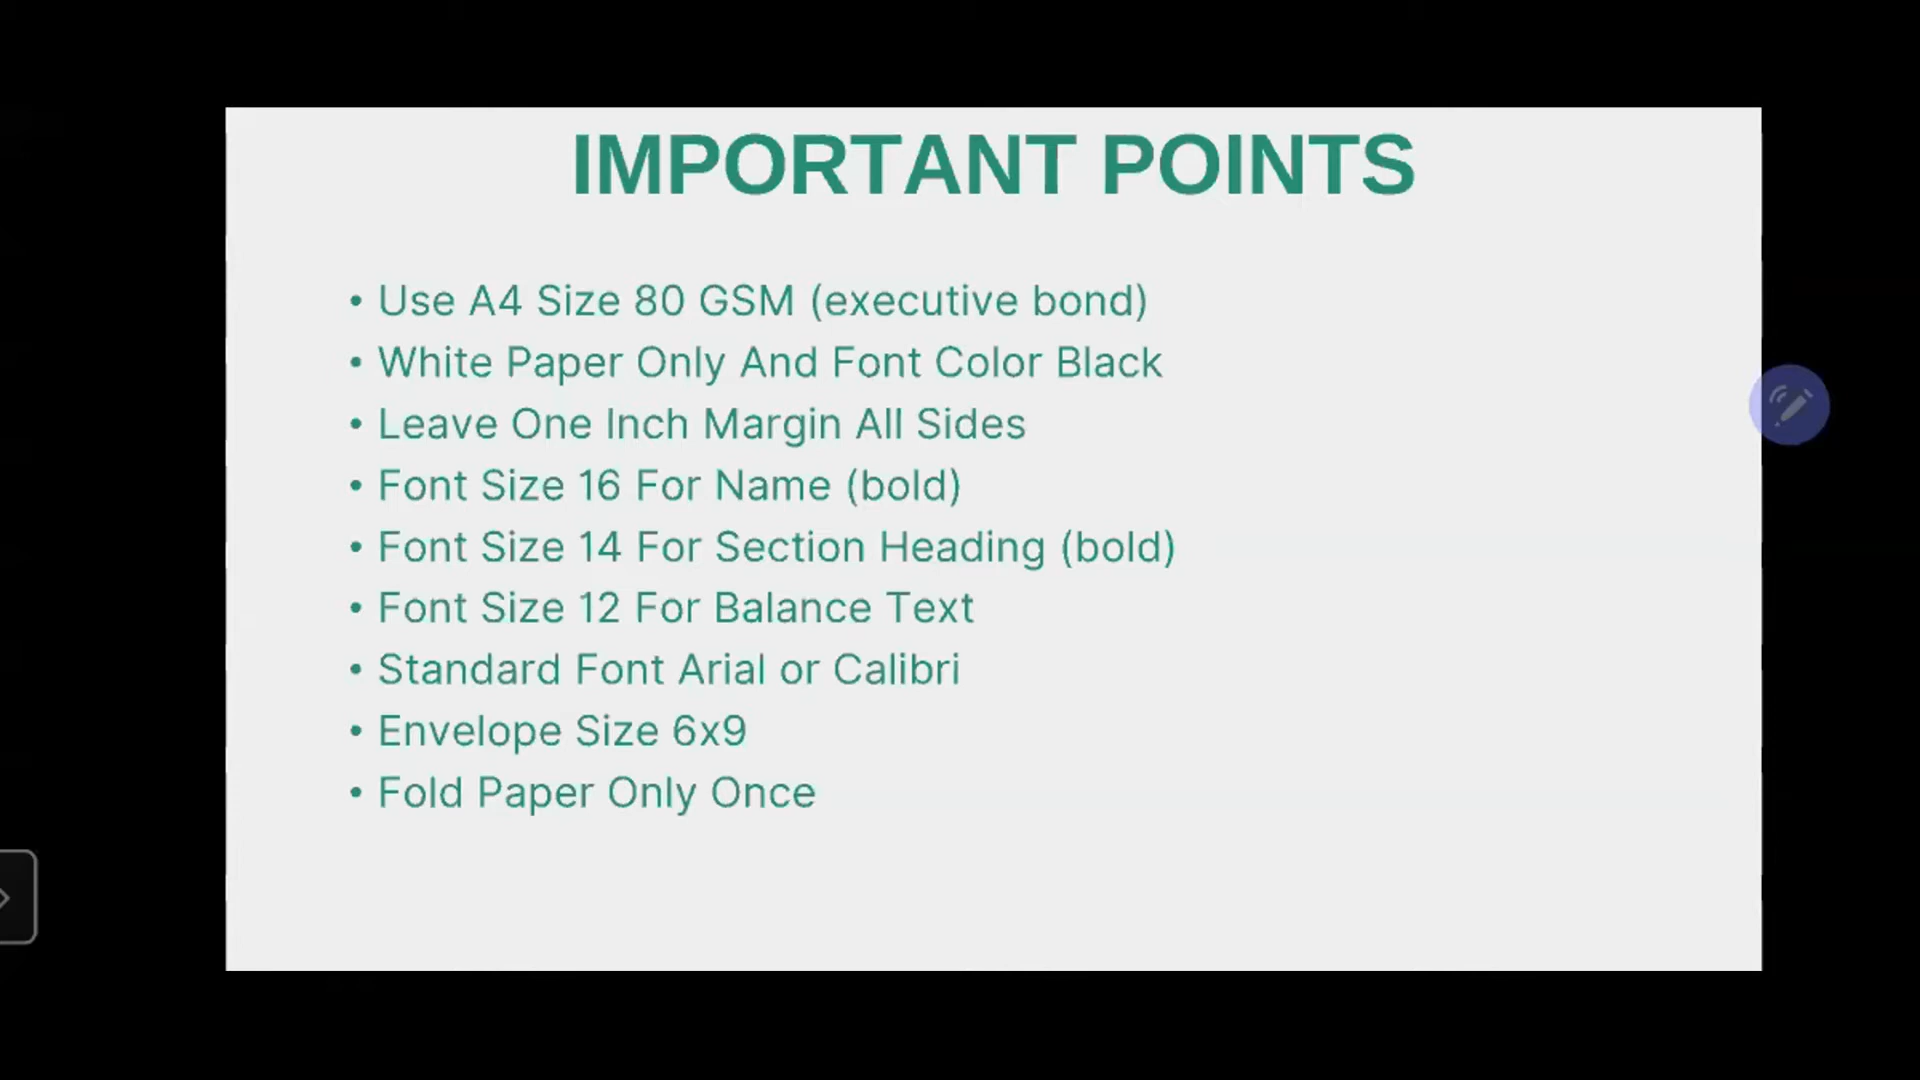 IMPORTANT POINTS
• Use A4 Size 80 GSM (executive bond)
• White Paper Only And Font Color Black
• Leave One Inch Margin All Sides
• Font Size 16 For Name (bold)
• Font Size 14 For Section Heading (bold)
• Font Size 12 For Balance Text
• Standard Font Arial or Calibri
• Envelope Size 6x9
• Fold Paper Only Once